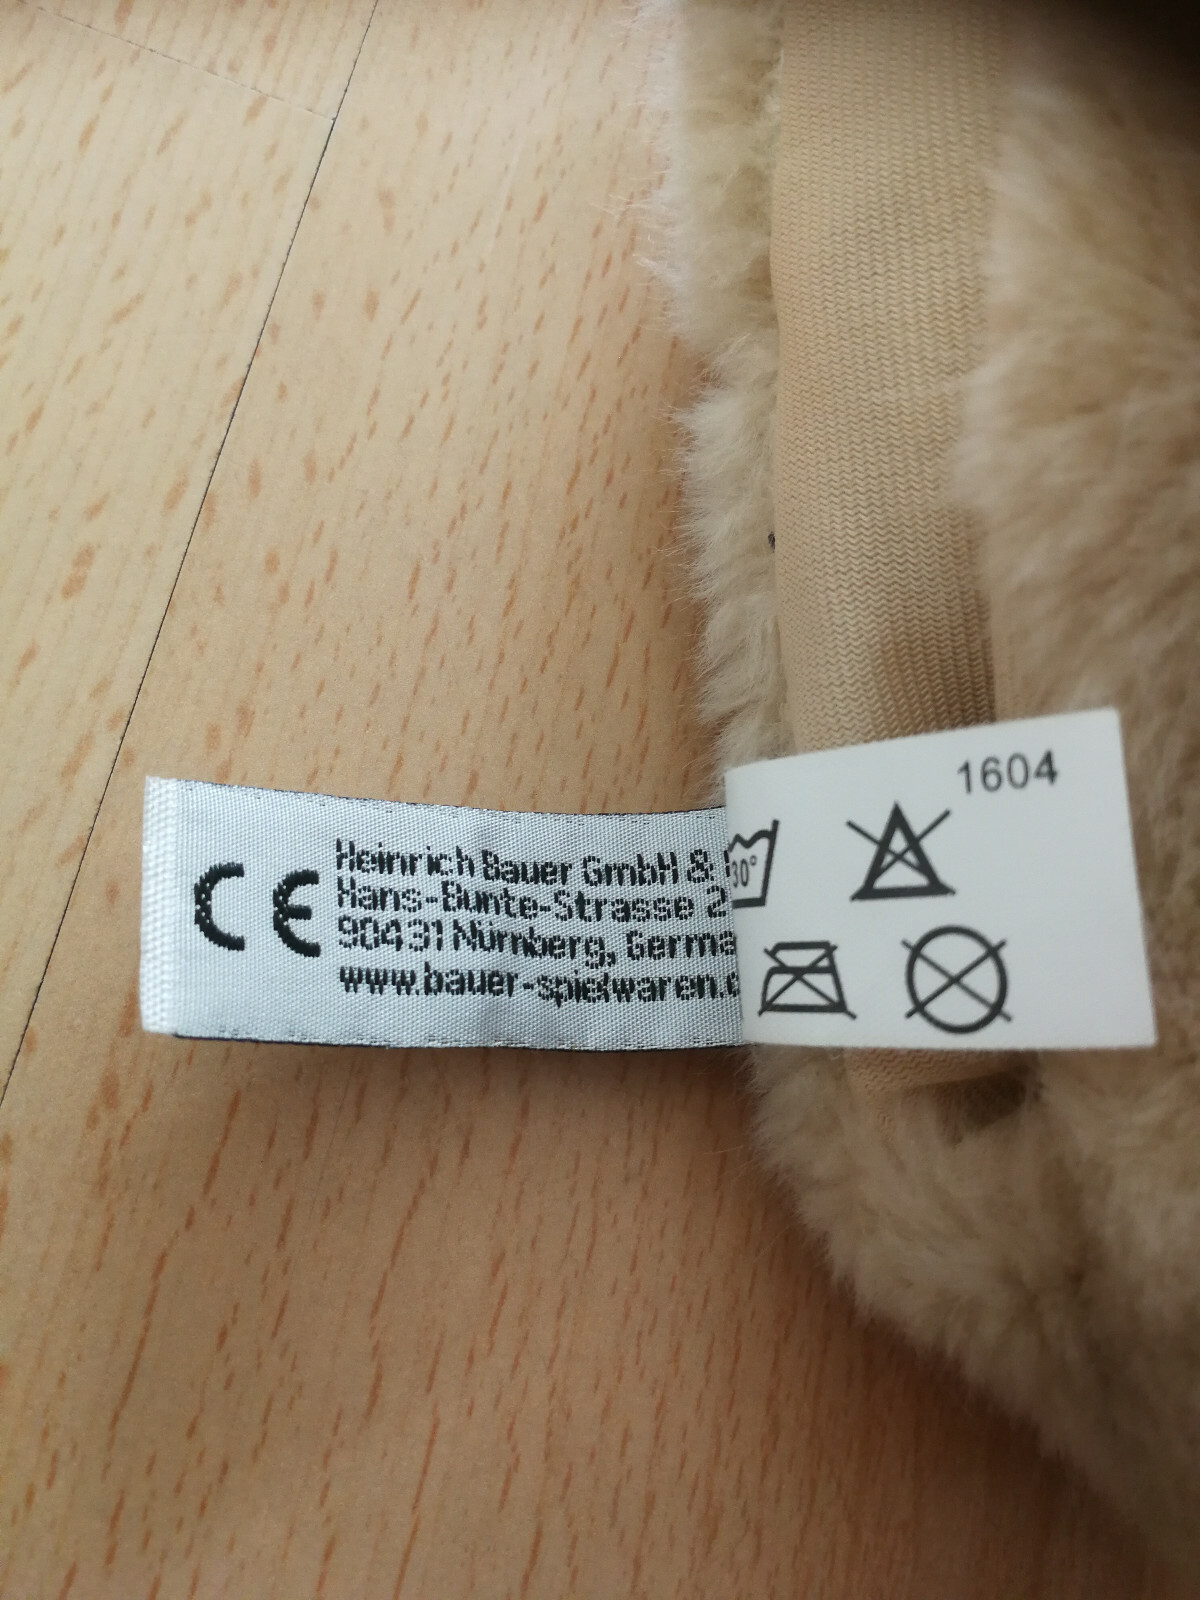 CE
Heinrich Bauer GmbH &
Hans-Bunte-Strasse 2
90431 Nürnberg, Germa
www.bauer-spielwaren.
1604
30°